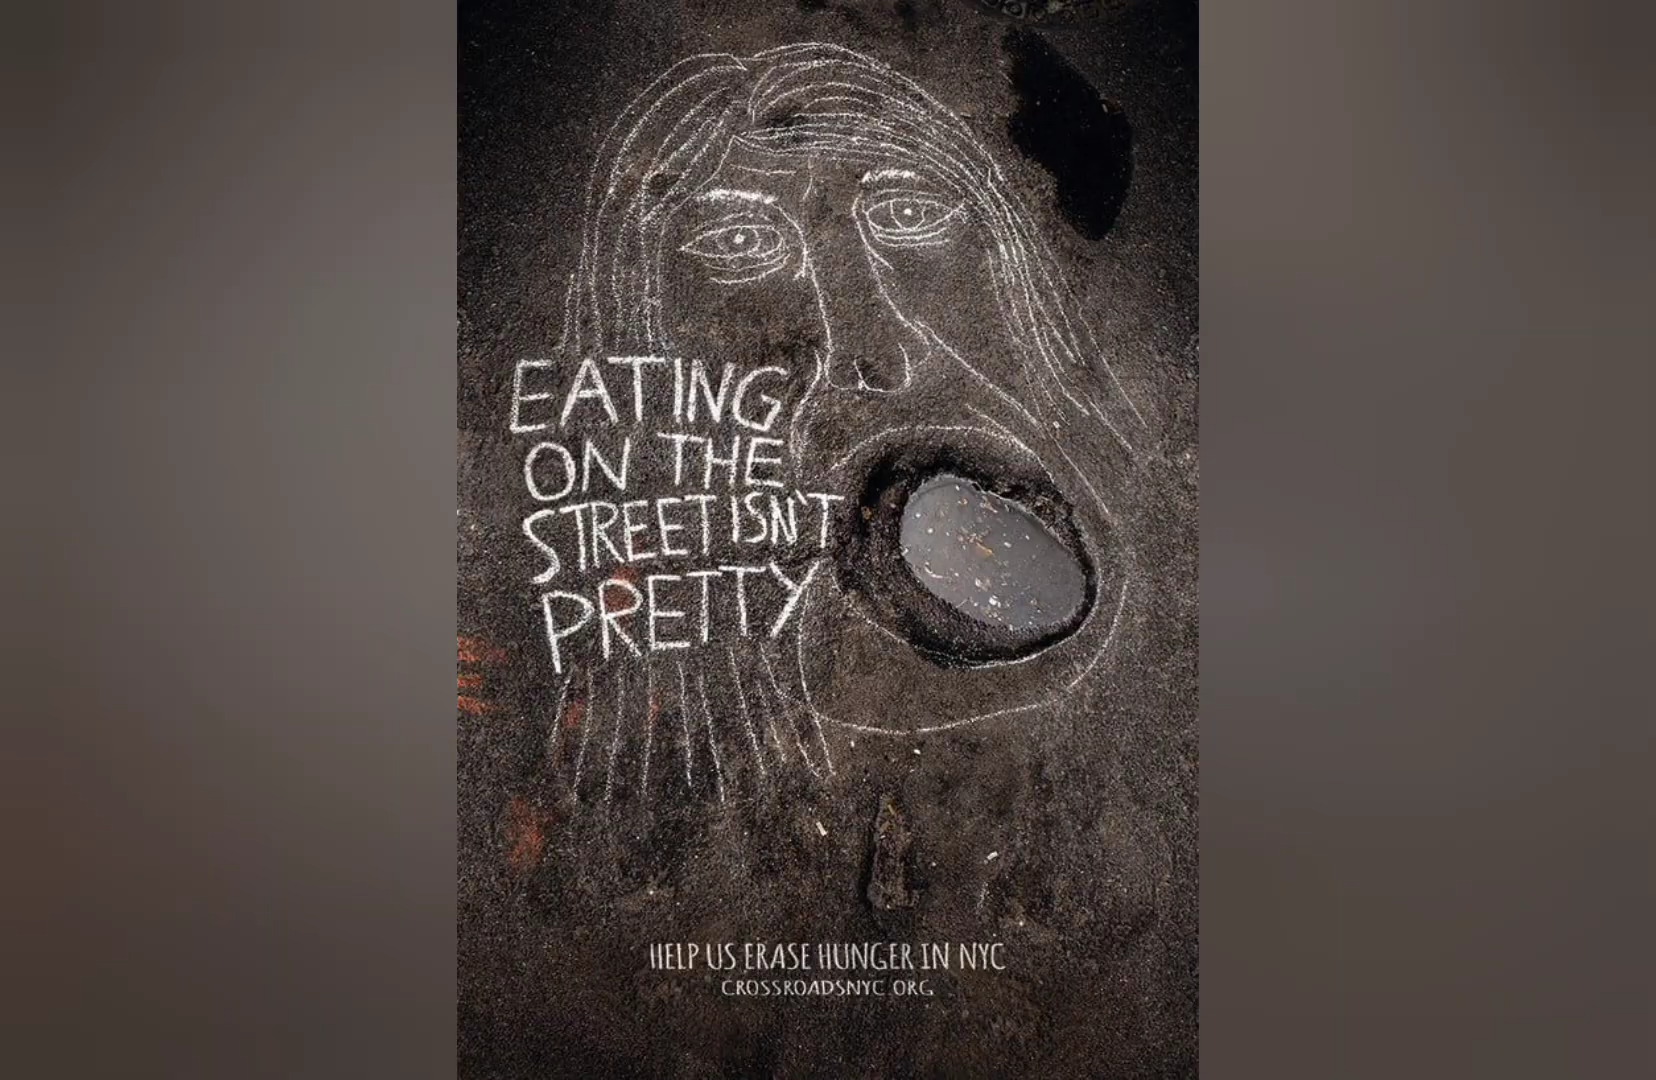 EATING
ON THE
STREET ISN'T
PRETTY
HELP US ERASE HUNGER IN NYC
CROSSROADSNYC.ORG